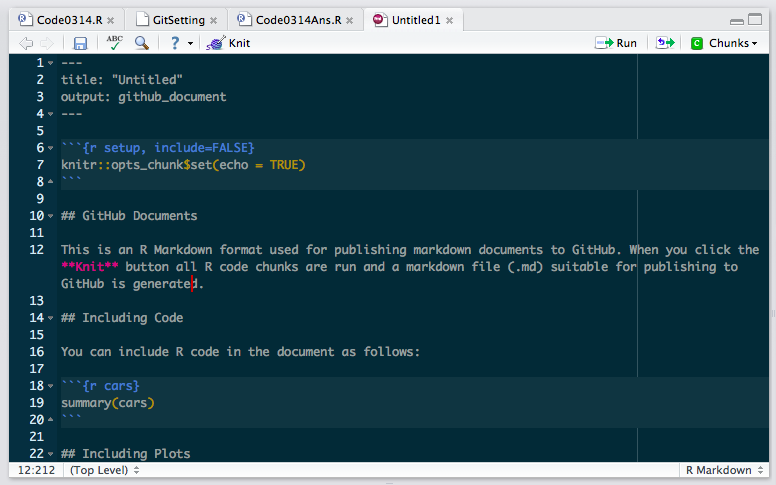 Code0314.R GitSetting Code0314Ans.R Untitled1
ABC ? Knit Run C Chunks
1 ---
2 title: "Untitled"
3 output: github_document
4 ---
5
6 ```{r setup, include=FALSE}
7 knitr::opts_chunk$set(echo = TRUE)
8 ```
9
10 ## GitHub Documents
11
12 This is an R Markdown format used for publishing markdown documents to GitHub. When you click the
**Knit** button all R code chunks are run and a markdown file (.md) suitable for publishing to
GitHub is generated.
13
14 ## Including Code
15
16 You can include R code in the document as follows:
17
18 ```{r cars}
19 summary(cars)
20 ```
21
22 ## Including Plots
12:212 (Top Level) R Markdown